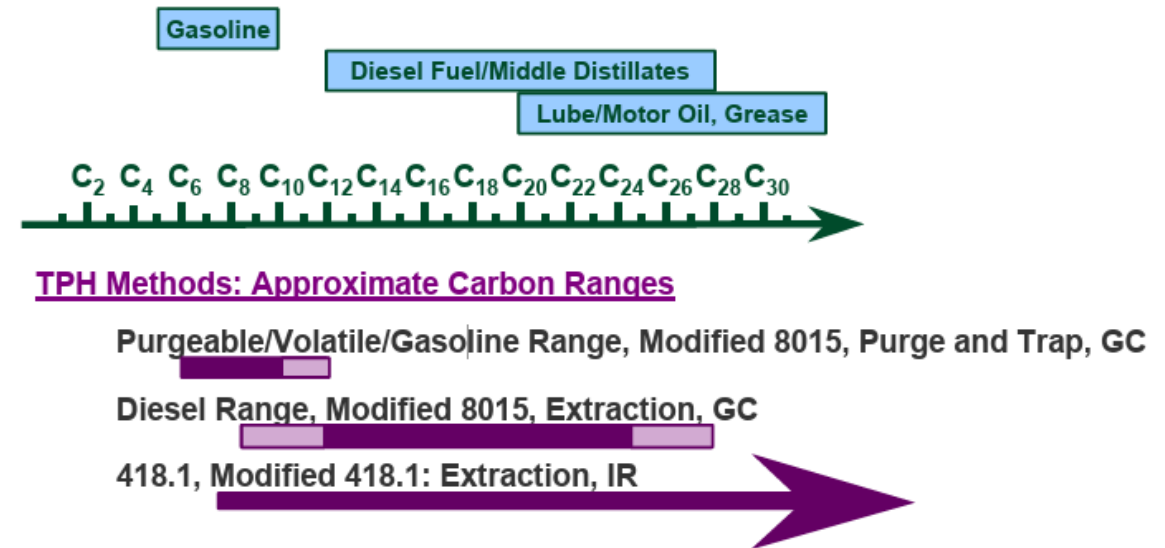 Gasoline
Diesel Fuel/Middle Distillates
Lube/Motor Oil, Grease
C2 C4 C6 C8 C10 C12 C14 C16 C18 C20 C22 C24 C26 C28 C30
TPH Methods: Approximate Carbon Ranges
Purgeable/Volatile/Gasoline Range, Modified 8015, Purge and Trap, GC
Diesel Range, Modified 8015, Extraction, GC
418.1, Modified 418.1: Extraction, IR